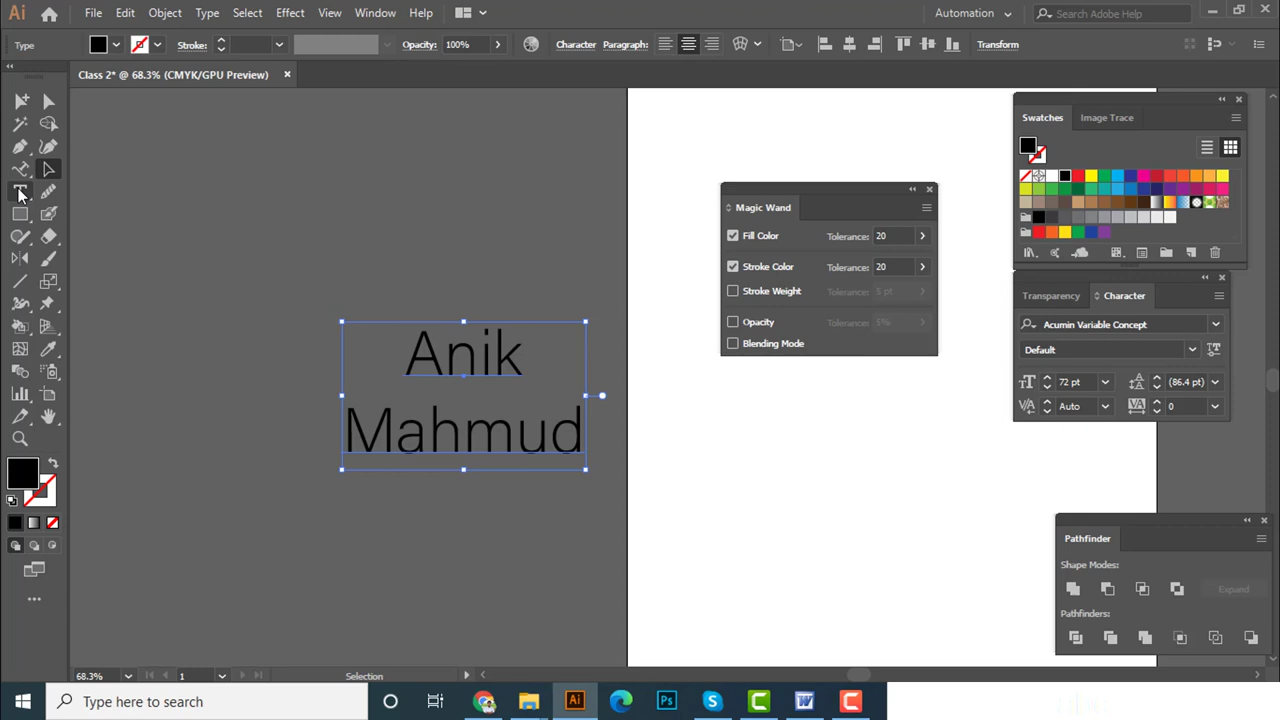 Ai File Edit Object Type Select Effect View Window Help Automation Search Adobe Help
Type Stroke: Opacity: 100% Character Paragraph: Transform
Class 2* @ 68.3% (CMYK/GPU Preview)
Swatches Image Trace
Magic Wand
Fill Color Tolerance: 20
Stroke Color Tolerance: 20
Stroke Weight Tolerance: 5 pt
Opacity Tolerance: 5%
Blending Mode
Transparency Character
Acumin Variable Concept
Default
72 pt (86.4 pt)
Auto 0
Anik
Mahmud
Pathfinder
Shape Modes:
Expand
Pathfinders:
68.3% 1 Selection
Type here to search